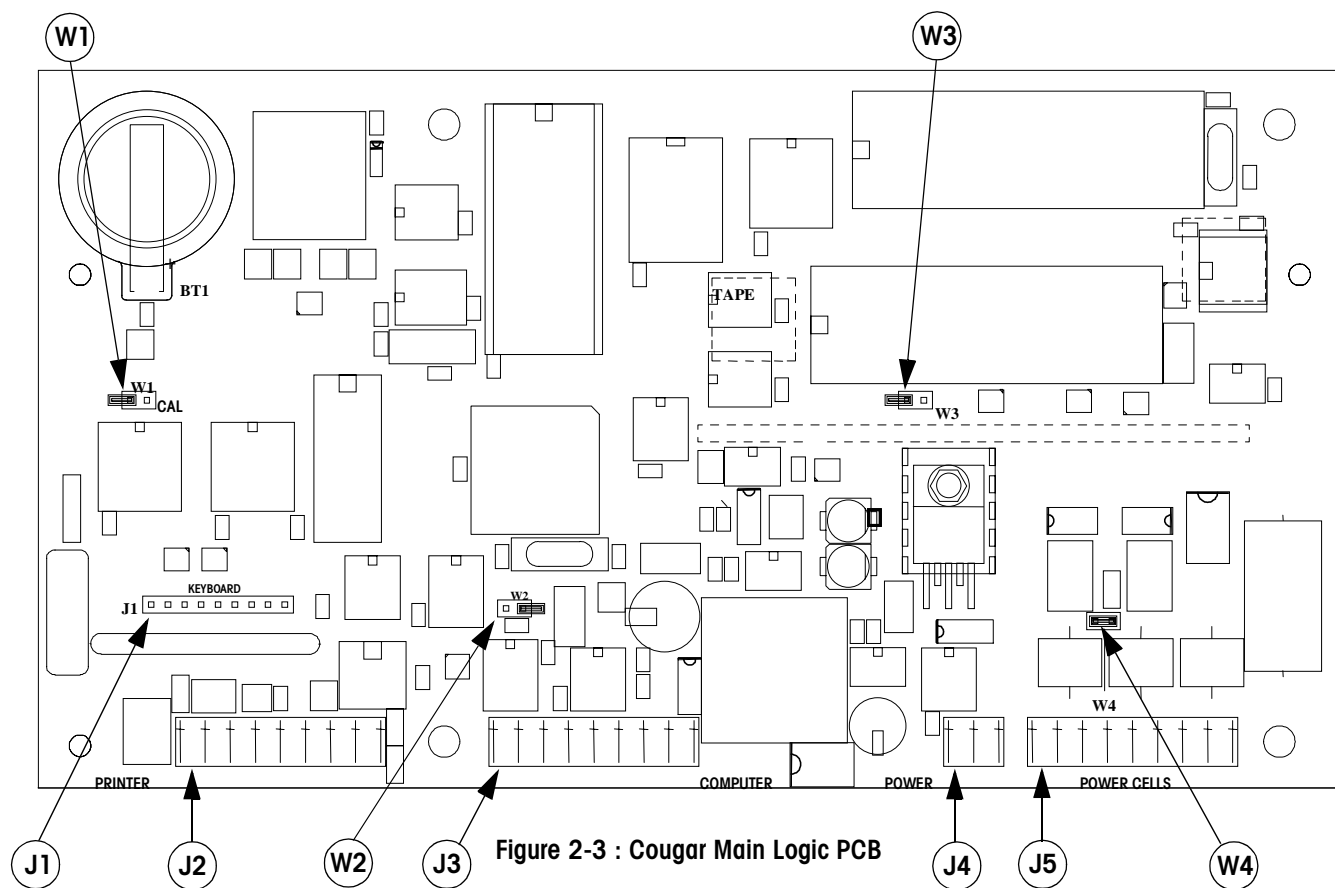 W1
W3
BT1
TAPE
W1
CAL
W3
KEYBOARD
J1
W2
W4
PRINTER
COMPUTER
POWER
POWER CELLS
J1
J2
W2
J3
Figure 2-3 : Cougar Main Logic PCB
J4
J5
W4